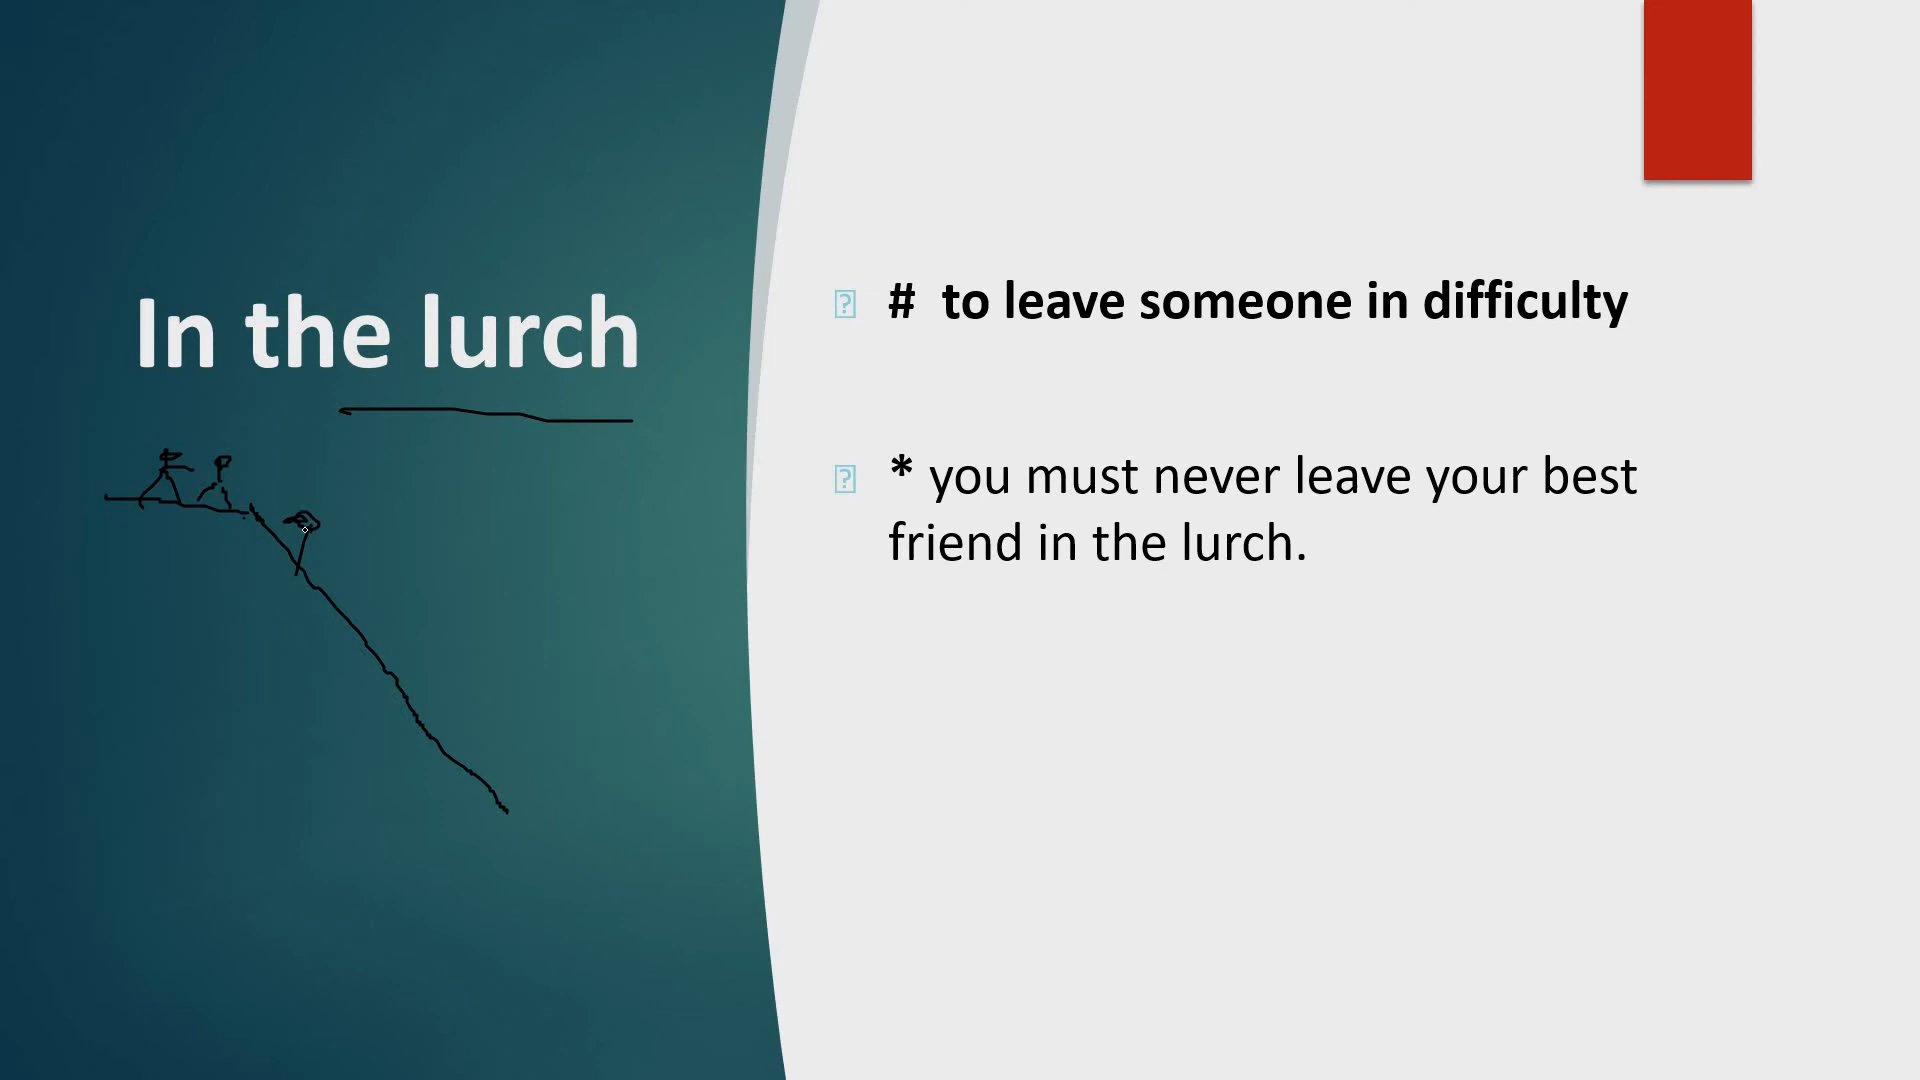 In the lurch
# to leave someone in difficulty
* you must never leave your best
friend in the lurch.